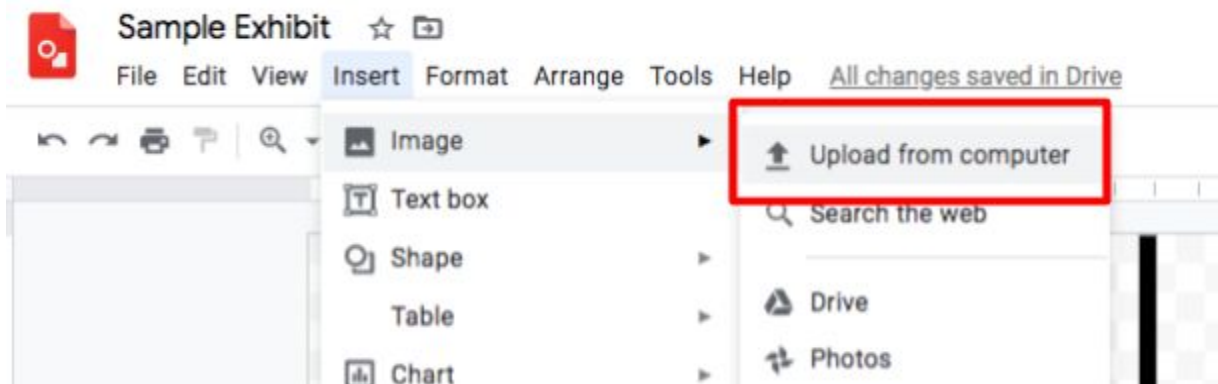 Sample Exhibit
File Edit View Insert Format Arrange Tools Help All changes saved in Drive
Image
Upload from computer
Text box
Search the web
Shape
Table
Drive
Chart
Photos